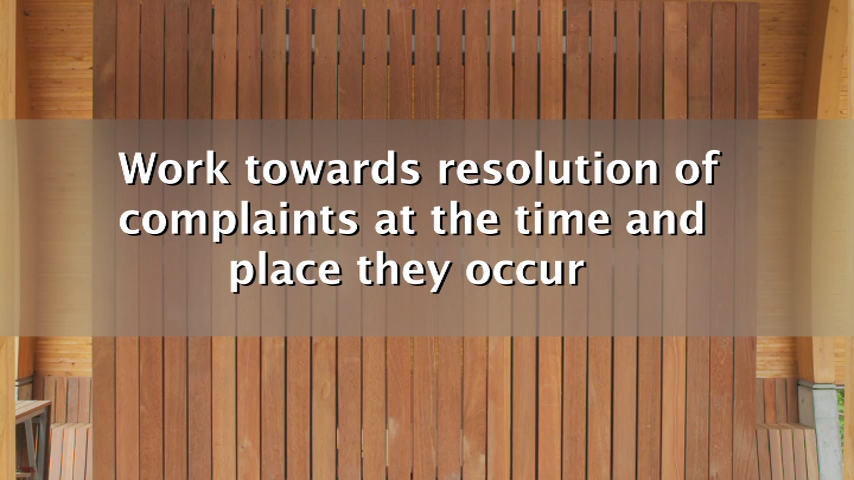 Work towards resolution of
complaints at the time and
place they occur